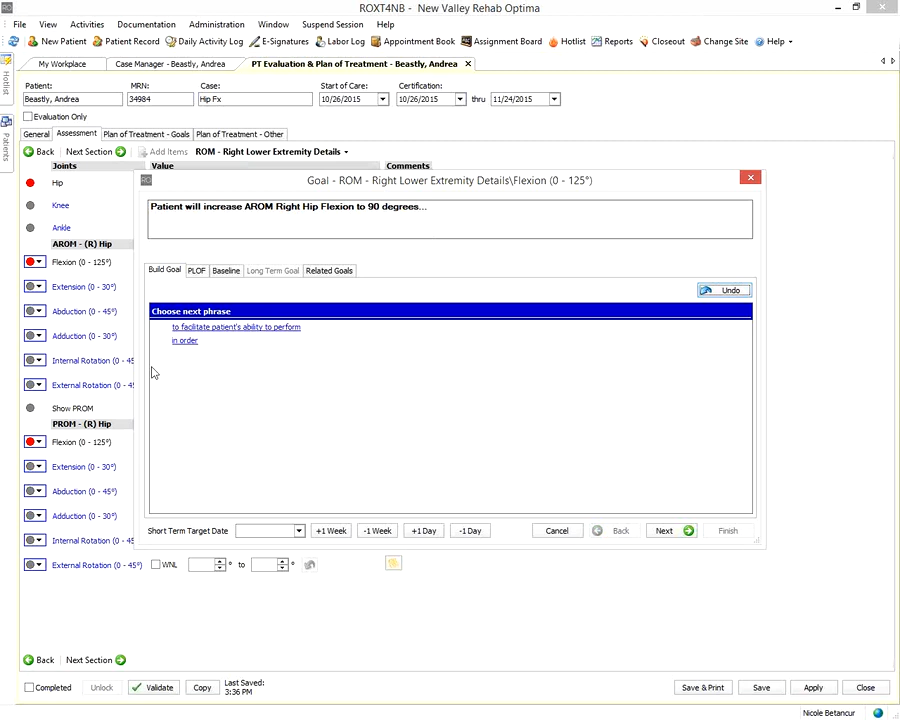 ROXT4NB - New Valley Rehab Optima
File View Activities Documentation Administration Window Suspend Session Help
New Patient Patient Record Daily Activity Log E-Signatures Labor Log Appointment Book Assignment Board Hotlist Reports Closeout Change Site Help
My Workplace Case Manager - Beastly, Andrea PT Evaluation & Plan of Treatment - Beastly, Andrea
Hotlist
Patients
Patient: MRN: Case: Start of Care: Certification:
Beastly, Andrea 34984 Hip Fx 10/26/2015 10/26/2015 thru 11/24/2015
Evaluation Only
General Assessment Plan of Treatment - Goals Plan of Treatment - Other
Back Next Section Add Items ROM - Right Lower Extremity Details
Joints Value Comments
Hip
Knee
Ankle
AROM - (R) Hip
Flexion (0 - 125°)
Extension (0 - 30°)
Abduction (0 - 45°)
Adduction (0 - 30°)
Internal Rotation (0 - 45
External Rotation (0 - 45
Show PROM
PROM - (R) Hip
Flexion (0 - 125°)
Extension (0 - 30°)
Abduction (0 - 45°)
Adduction (0 - 30°)
Internal Rotation (0 - 45
External Rotation (0 - 45°) WNL ° to °
RO Goal - ROM - Right Lower Extremity Details\Flexion (0 - 125°)
Patient will increase AROM Right Hip Flexion to 90 degrees...
Build Goal PLOF Baseline Long Term Goal Related Goals
Undo
Choose next phrase
to facilitate patient's ability to perform
in order
Short Term Target Date +1 Week -1 Week +1 Day -1 Day Cancel Back Next Finish
Back Next Section
Completed Unlock Validate Copy Last Saved: Save & Print Save Apply Close
3:36 PM
Nicole Betancur